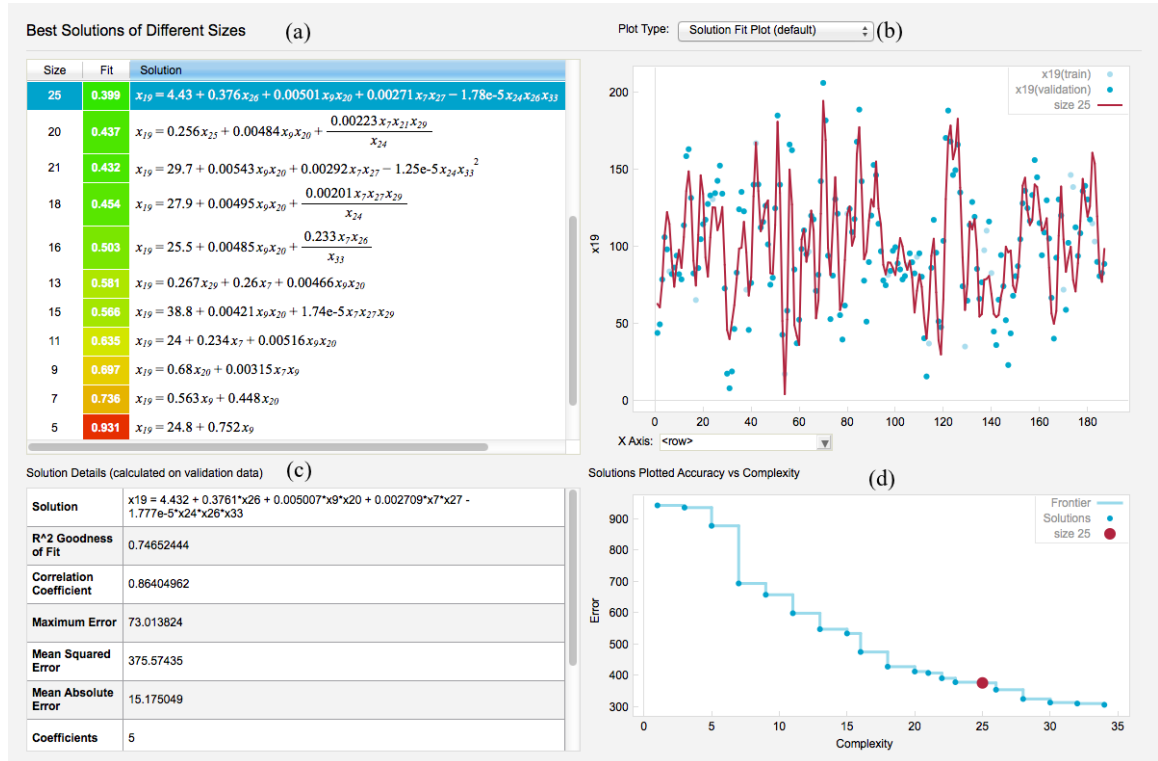 Best Solutions of Different Sizes (a)
Size Fit Solution
25 0.399 x19 = 4.43 + 0.376x26 + 0.00501x9x20 + 0.00271x7x27 − 1.78e-5x24x26x33
20 0.437 x19 = 0.256x25 + 0.00484x9x20 + 0.00223x7x21x29 / x24
21 0.432 x19 = 29.7 + 0.00543x9x20 + 0.00292x7x27 − 1.25e-5x24x33²
18 0.454 x19 = 27.9 + 0.00495x9x20 + 0.00201x7x27x29 / x24
16 0.503 x19 = 25.5 + 0.00485x9x20 + 0.233x7x26 / x33
13 0.581 x19 = 0.267x29 + 0.26x7 + 0.00466x9x20
15 0.566 x19 = 38.8 + 0.00421x9x20 + 1.74e-5x7x27x29
11 0.635 x19 = 24 + 0.234x7 + 0.00516x9x20
9 0.697 x19 = 0.68x20 + 0.00315x7x9
7 0.736 x19 = 0.563x9 + 0.448x20
5 0.931 x19 = 24.8 + 0.752x9
Plot Type: Solution Fit Plot (default) (b)
x19(train)
x19(validation)
size 25
x19
200
150
100
50
0
0 20 40 60 80 100 120 140 160 180
X Axis: <row>
Solution Details (calculated on validation data) (c)
Solution x19 = 4.432 + 0.3761*x26 + 0.005007*x9*x20 + 0.002709*x7*x27 -
1.777e-5*x24*x26*x33
R^2 Goodness
of Fit 0.74652444
Correlation
Coefficient 0.86404962
Maximum Error 73.013824
Mean Squared
Error 375.57435
Mean Absolute
Error 15.175049
Coefficients 5
Solutions Plotted Accuracy vs Complexity (d)
Frontier
Solutions
size 25
Error
900
800
700
600
500
400
300
0 5 10 15 20 25 30 35
Complexity